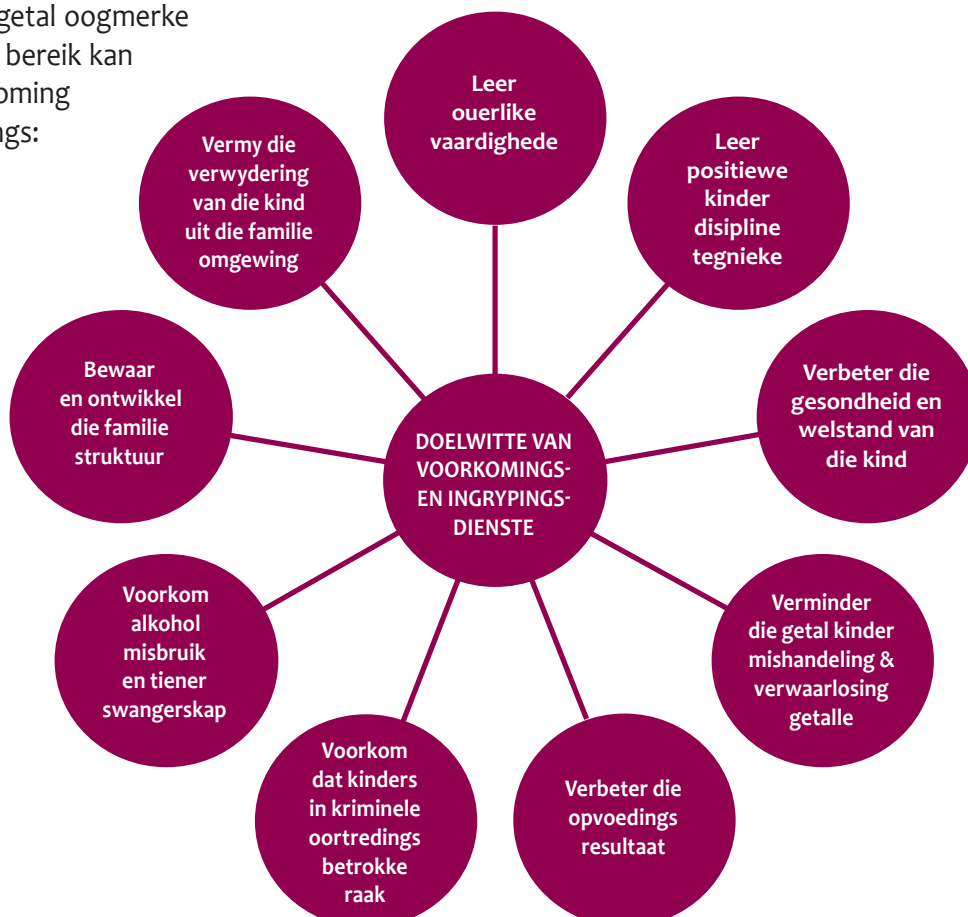 getal oogmerke
bereik kan
oming
gs:
Leer
ouerlike
vaardighede
Leer
positiewe
kinder
disipline
tegnieke
Verbeter die
gesondheid en
welstand van
die kind
Verminder
die getal kinder
mishandeling &
verwaarlosing
getalle
Verbeter die
opvoedings
resultaat
Voorkom
dat kinders
in kriminele
oortredings
betrokke
raak
Voorkom
alkohol
misbruik
en tiener
swangerskap
Bewaar
en ontwikkel
die familie
struktuur
Vermy die
verwydering
van die kind
uit die familie
omgewing
DOELWITTE VAN
VOORKOMINGS-
EN INGRYPINGS-
DIENSTE